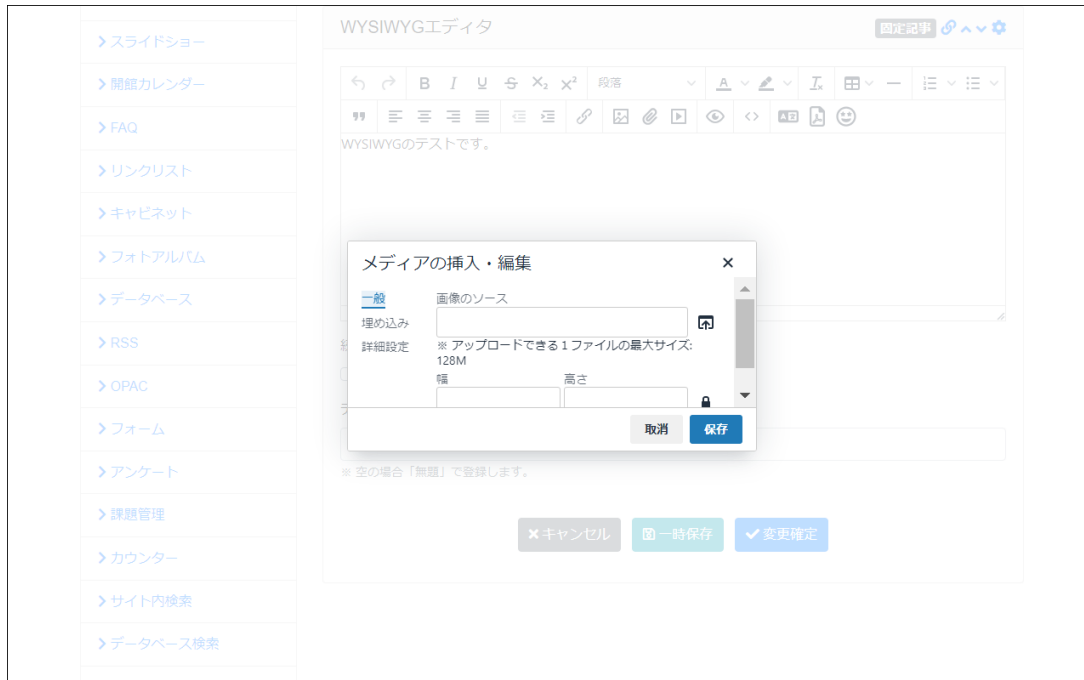 スライドショー
開館カレンダー
FAQ
リンクリスト
キャビネット
フォトアルバム
データベース
RSS
OPAC
フォーム
アンケート
課題管理
カウンター
サイト内検索
データベース検索
WYSIWYGエディタ
固定記事
段落
WYSIWYGのテストです。
メディアの挿入・編集
一般
埋め込み
詳細設定
画像のソース
※ アップロードできる１ファイルの最大サイズ:
128M
幅 高さ
取消 保存
※ 空の場合「無題」で登録します。
キャンセル 一時保存 変更確定